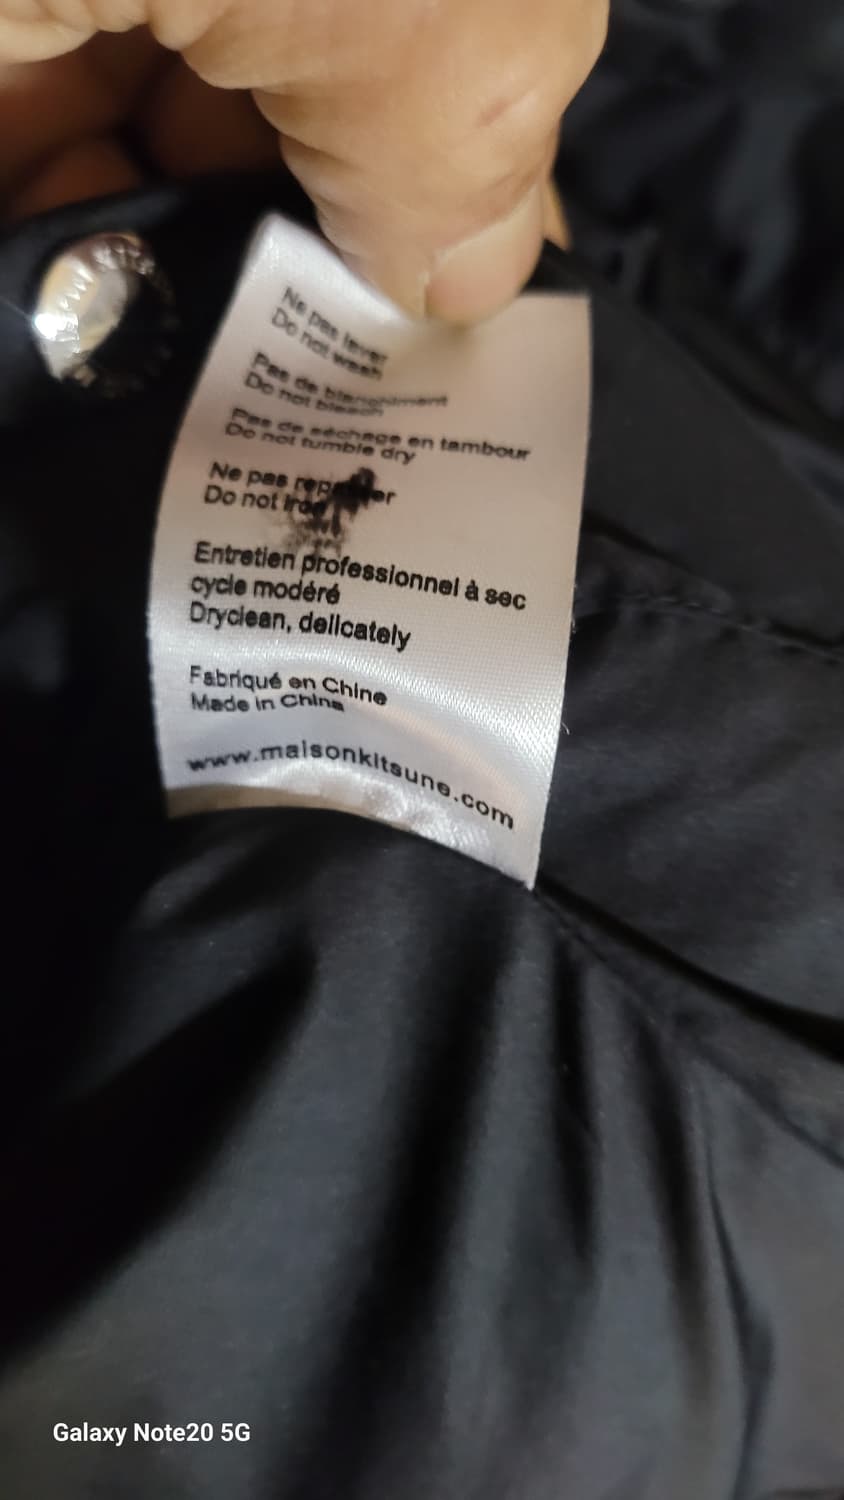 Ne pas laver
Do not wash
Pas de blanchiment
Do not bleach
Pas de séchage en tambour
Do not tumble dry
Ne pas
Do not iron
Entretien professionnel à sec
cycle modéré
Dryclean, delicately
Fabriqué en Chine
Made in China
www.maisonkitsune.com
Galaxy Note20 5G